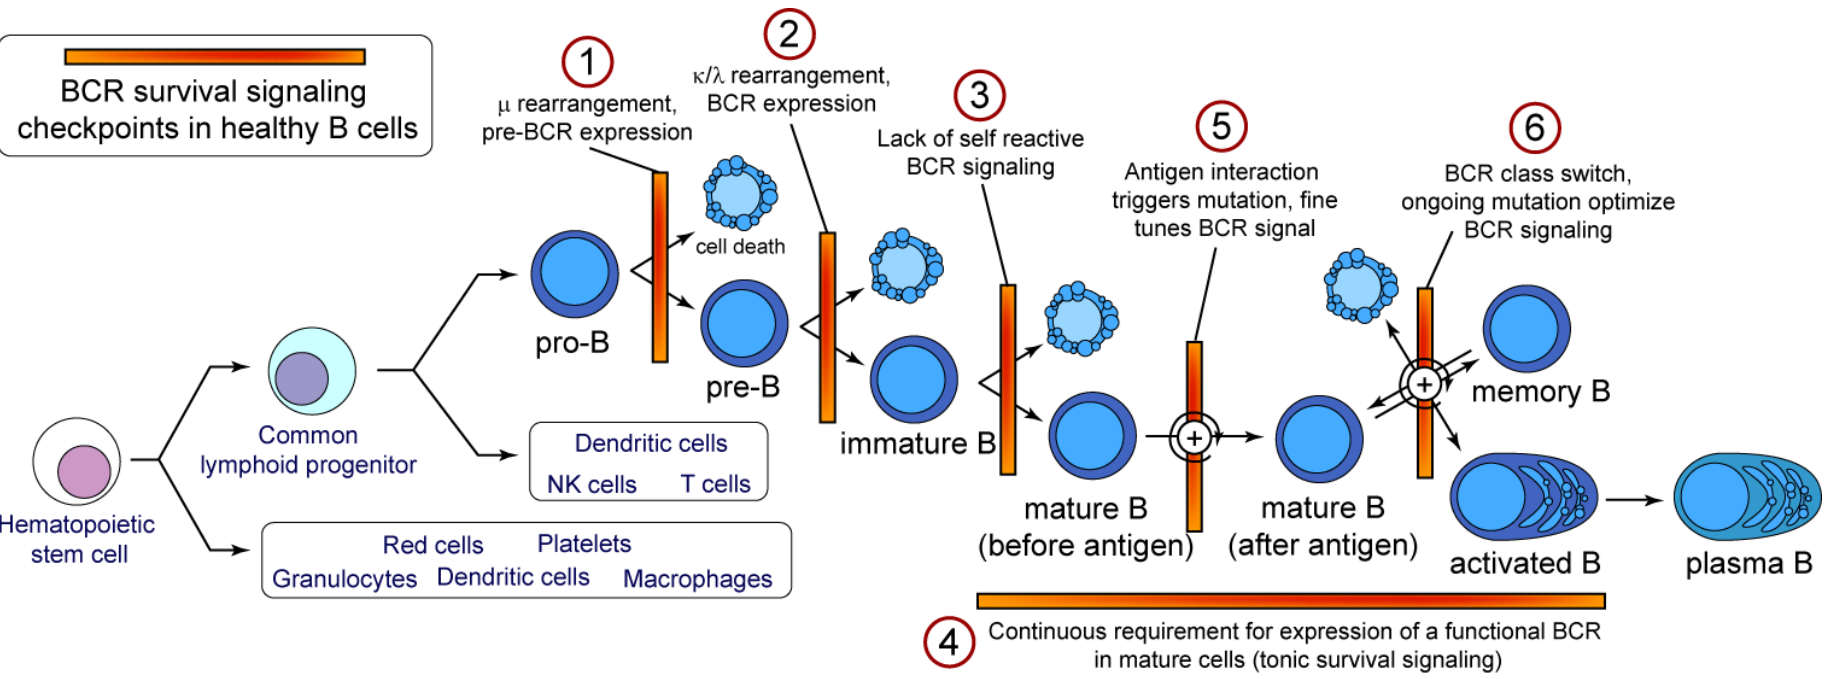 BCR survival signaling
checkpoints in healthy B cells
1
μ rearrangement,
pre-BCR expression
2
κ/λ rearrangement,
BCR expression
3
Lack of self reactive
BCR signaling
5
Antigen interaction
triggers mutation, fine
tunes BCR signal
6
BCR class switch,
ongoing mutation optimize
BCR signaling
cell death
pro-B
pre-B
immature B
mature B
(before antigen)
+
mature B
(after antigen)
+
memory B
activated B
plasma B
Common
lymphoid progenitor
Hematopoietic
stem cell
Dendritic cells
NK cells T cells
Red cells Platelets
Granulocytes Dendritic cells Macrophages
4
Continuous requirement for expression of a functional BCR
in mature cells (tonic survival signaling)